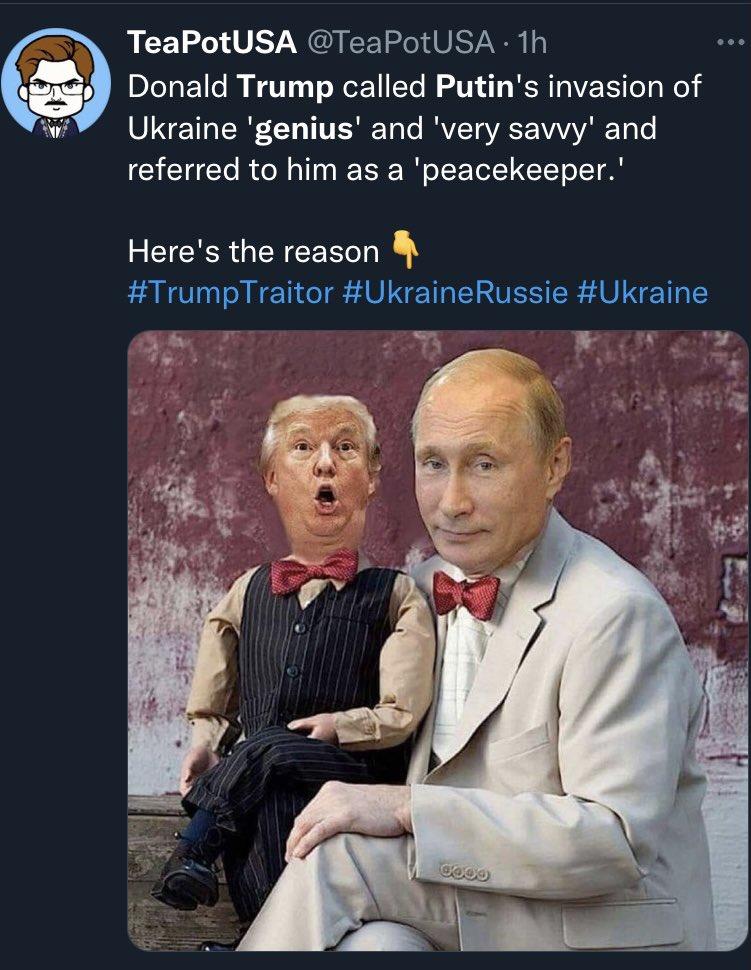 TeaPotUSA @TeaPotUSA · 1h
Donald Trump called Putin's invasion of
Ukraine 'genius' and 'very savvy' and
referred to him as a 'peacekeeper.'
Here's the reason 👇
#TrumpTraitor #UkraineRussie #Ukraine